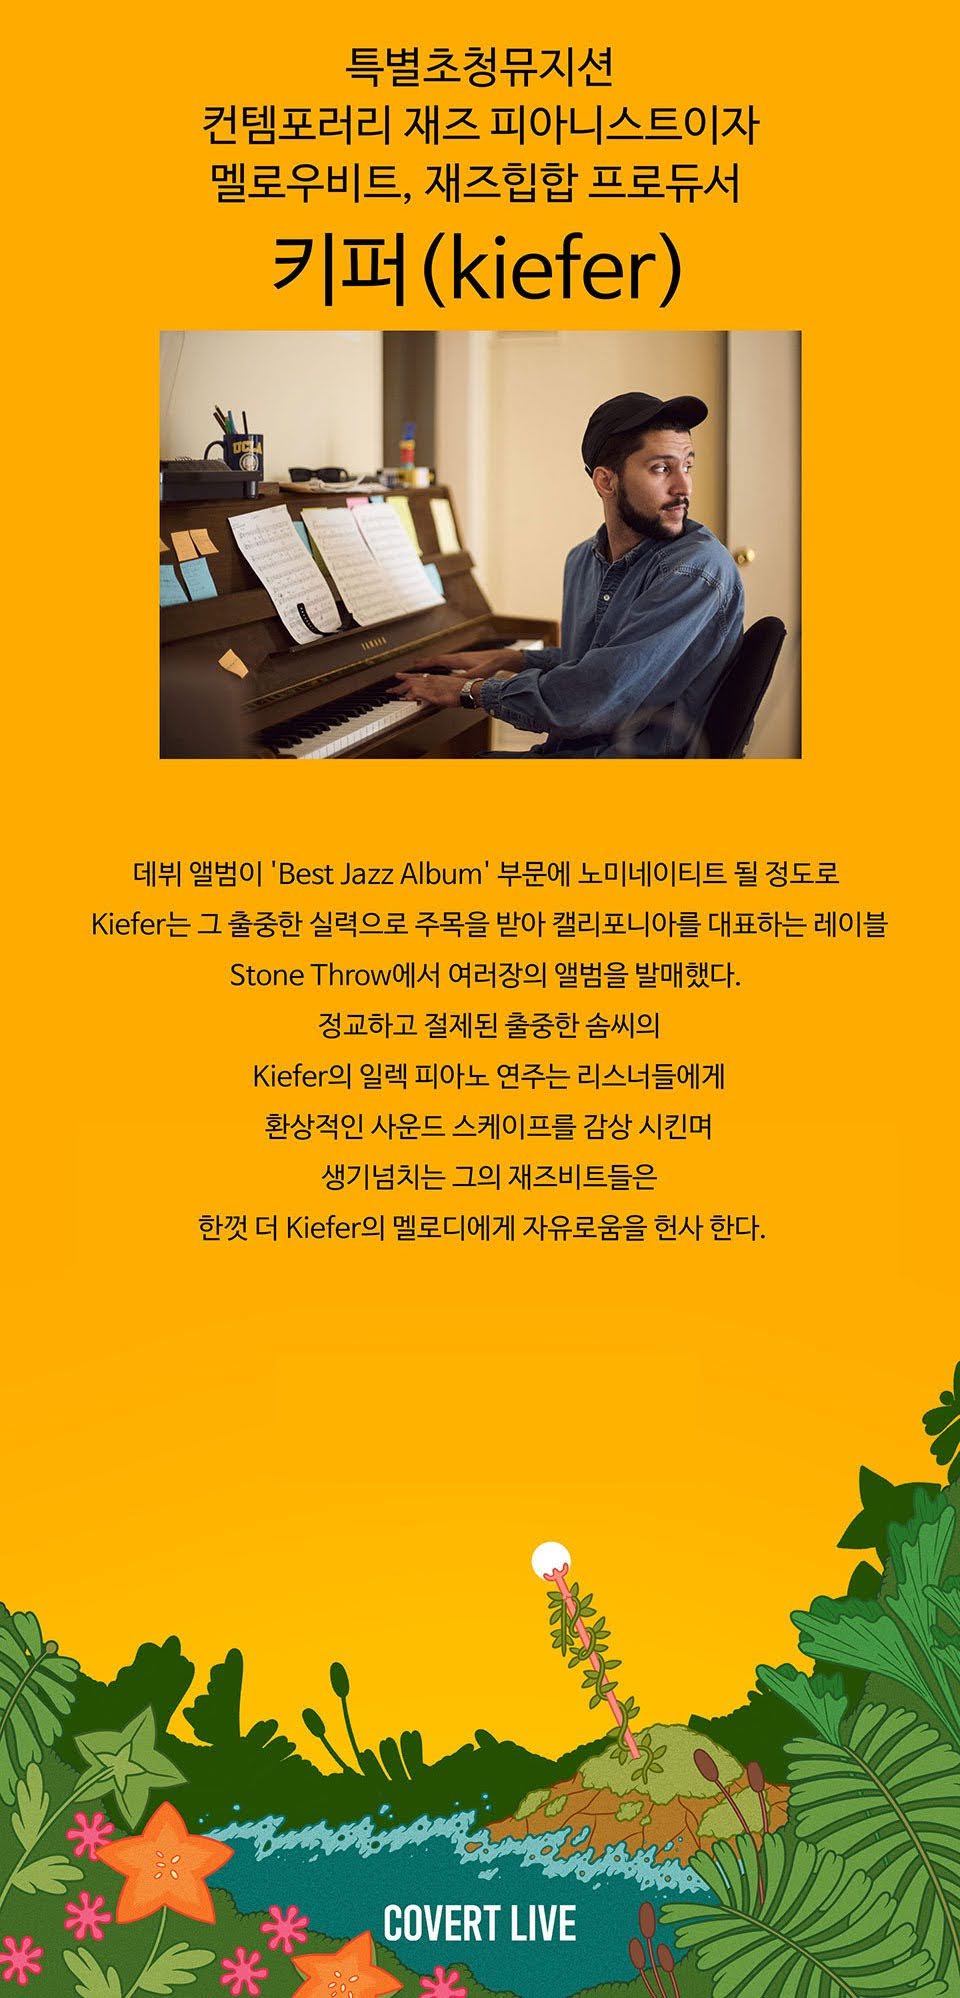 특별초청뮤지션
컨템포러리 재즈 피아니스트이자
멜로우비트, 재즈힙합 프로듀서
키퍼(kiefer)
UCLA
YAMAHA
데뷔 앨범이 'Best Jazz Album' 부문에 노미네이티트 될 정도로
Kiefer는 그 출중한 실력으로 주목을 받아 캘리포니아를 대표하는 레이블
Stone Throw에서 여러장의 앨범을 발매했다.
정교하고 절제된 출중한 솜씨의
Kiefer의 일렉 피아노 연주는 리스너들에게
환상적인 사운드 스케이프를 감상 시킨며
생기넘치는 그의 재즈비트들은
한껏 더 Kiefer의 멜로디에게 자유로움을 헌사 한다.
COVERT LIVE